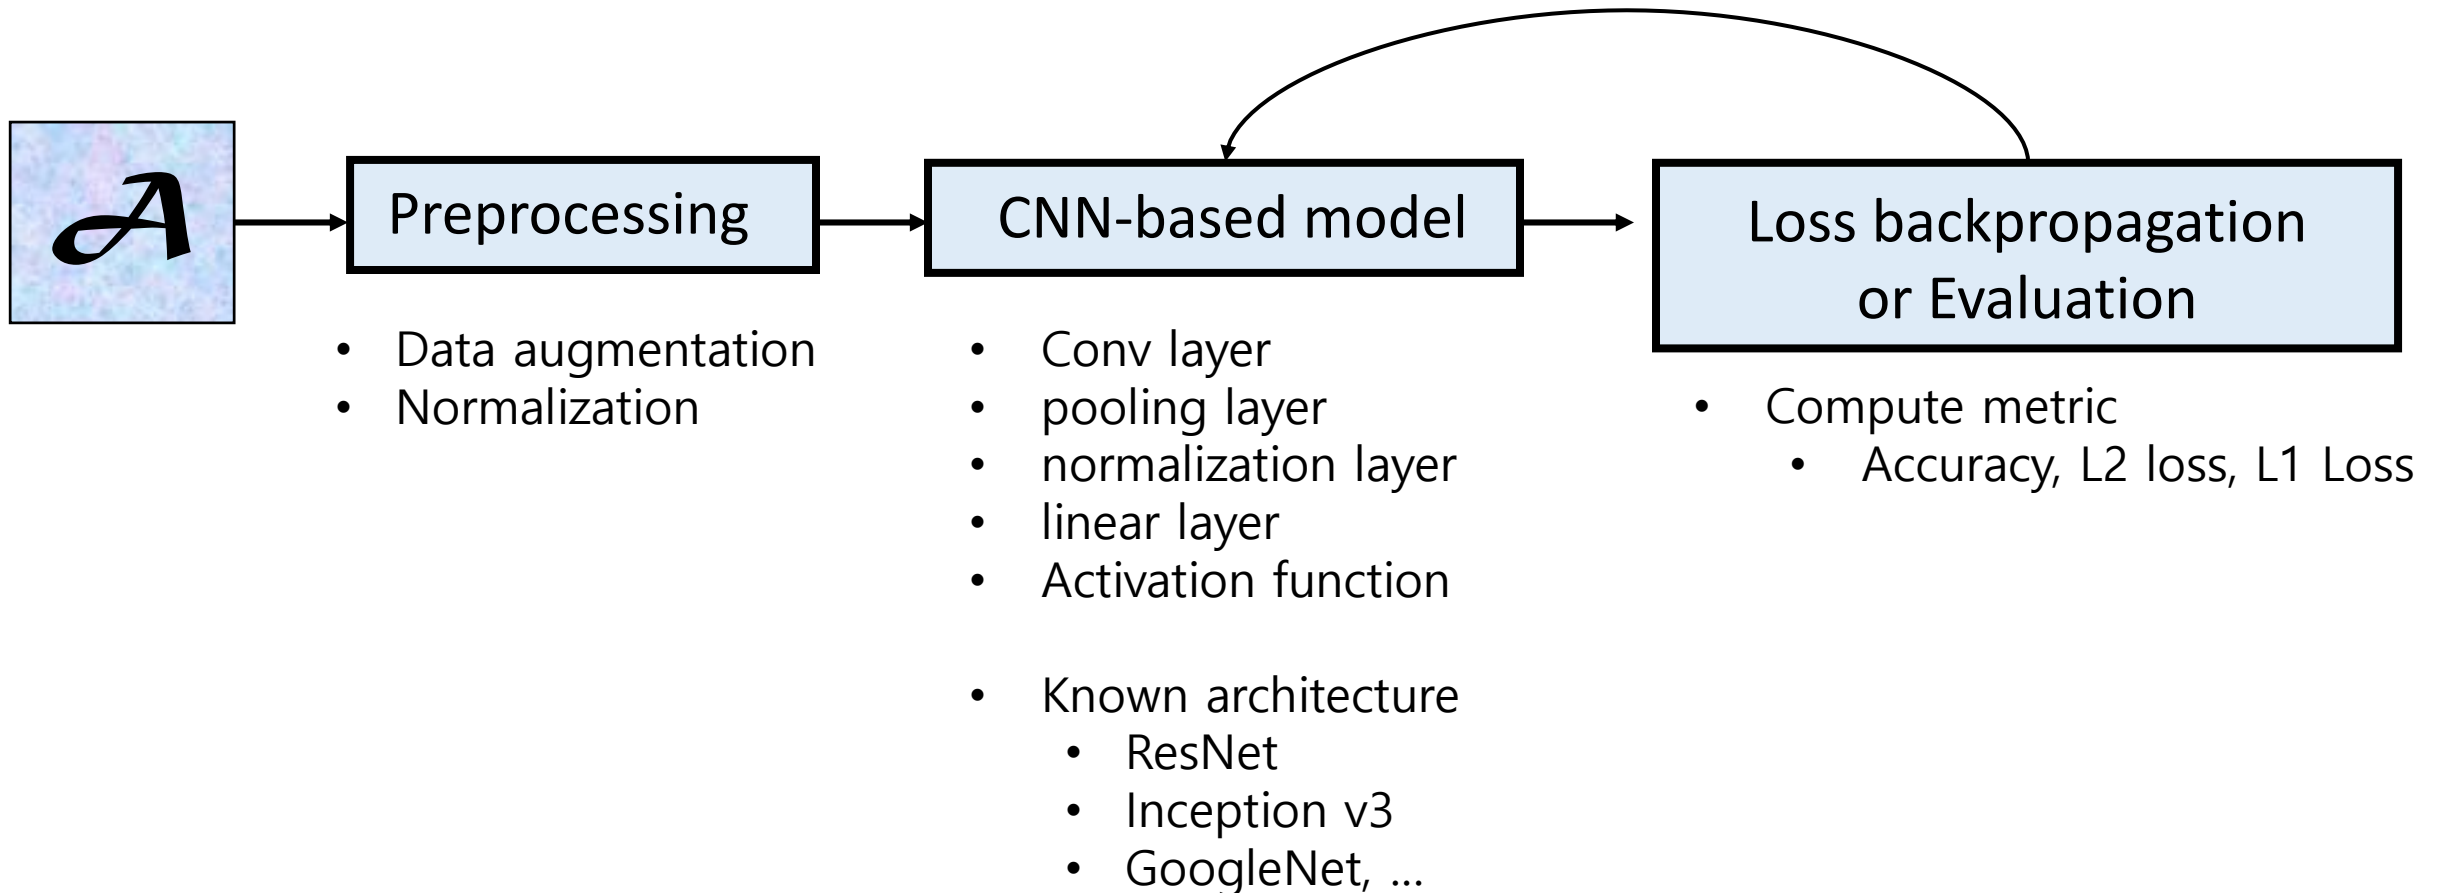 A
Preprocessing
• Data augmentation
• Normalization
CNN-based model
• Conv layer
• pooling layer
• normalization layer
• linear layer
• Activation function
• Known architecture
• ResNet
• Inception v3
• GoogleNet, ...
Loss backpropagation
or Evaluation
• Compute metric
• Accuracy, L2 loss, L1 Loss